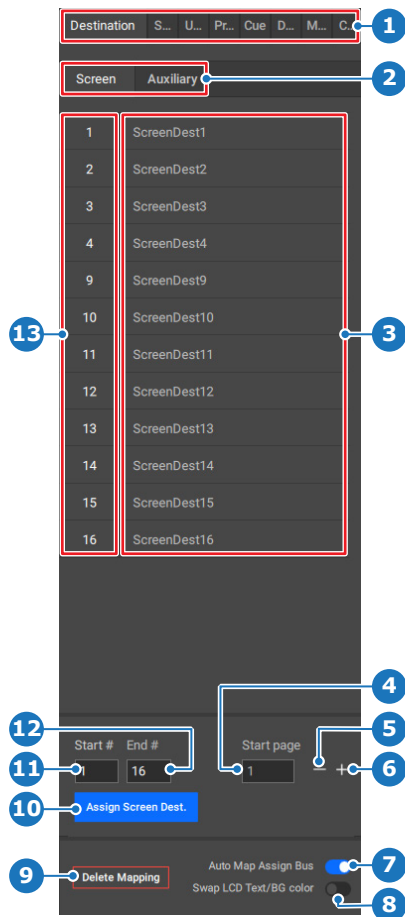 Destination S... U... Pr... Cue D... M... C... 1
Screen Auxiliary 2
1 ScreenDest1
2 ScreenDest2
3 ScreenDest3
4 ScreenDest4
9 ScreenDest9
10 ScreenDest10
13 3
11 ScreenDest11
12 ScreenDest12
13 ScreenDest13
14 ScreenDest14
15 ScreenDest15
16 ScreenDest16
4
12 5
Start # End # Start page
11 1 16 1 − + 6
10 Assign Screen Dest.
Auto Map Assign Bus 7
9 Delete Mapping
Swap LCD Text/BG color
8